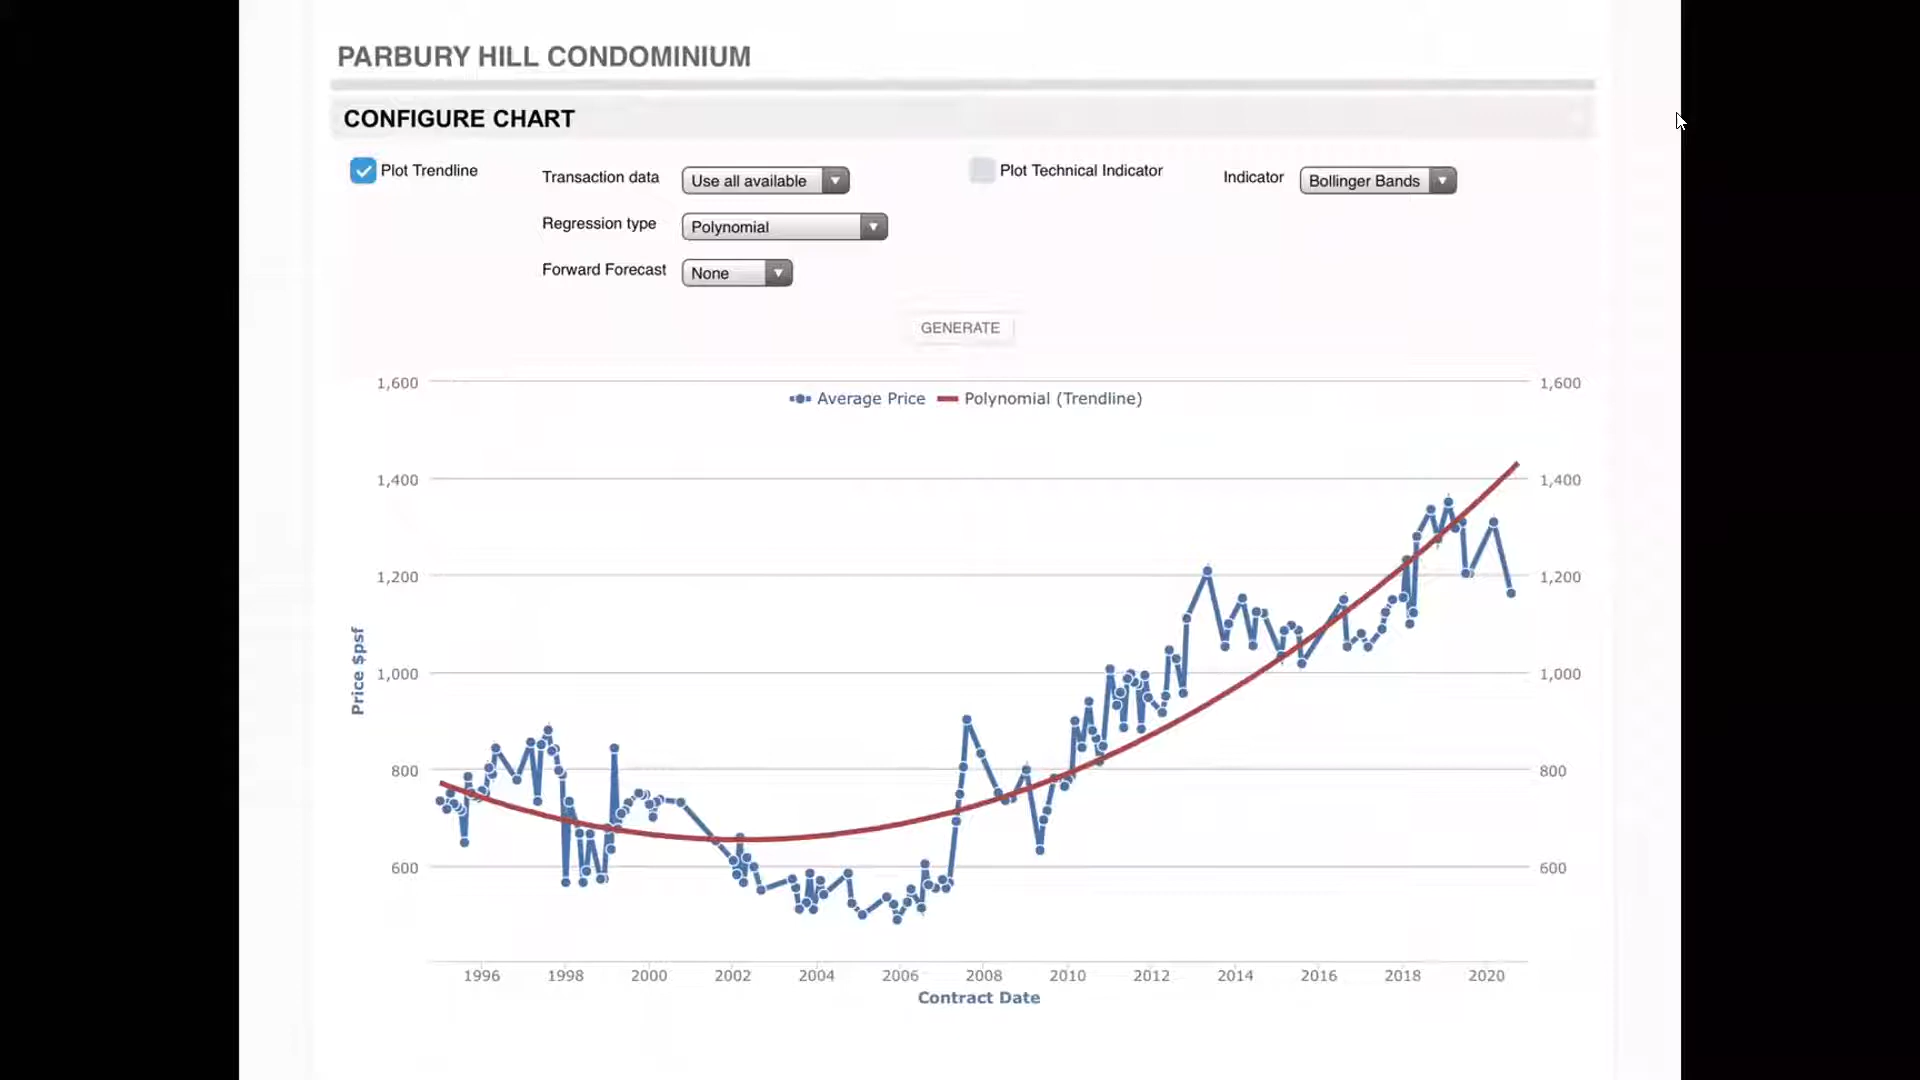 PARBURY HILL CONDOMINIUM
CONFIGURE CHART
Plot Trendline
Transaction data
Use all available
Plot Technical Indicator
Indicator
Bollinger Bands
Regression type
Polynomial
Forward Forecast
None
GENERATE
1,600
1,600
Average Price
Polynomial (Trendline)
1,400
1,400
1,200
1,200
1,000
1,000
800
800
600
600
Price $psf
1996 1998 2000 2002 2004 2006 2008 2010 2012 2014 2016 2018 2020
Contract Date